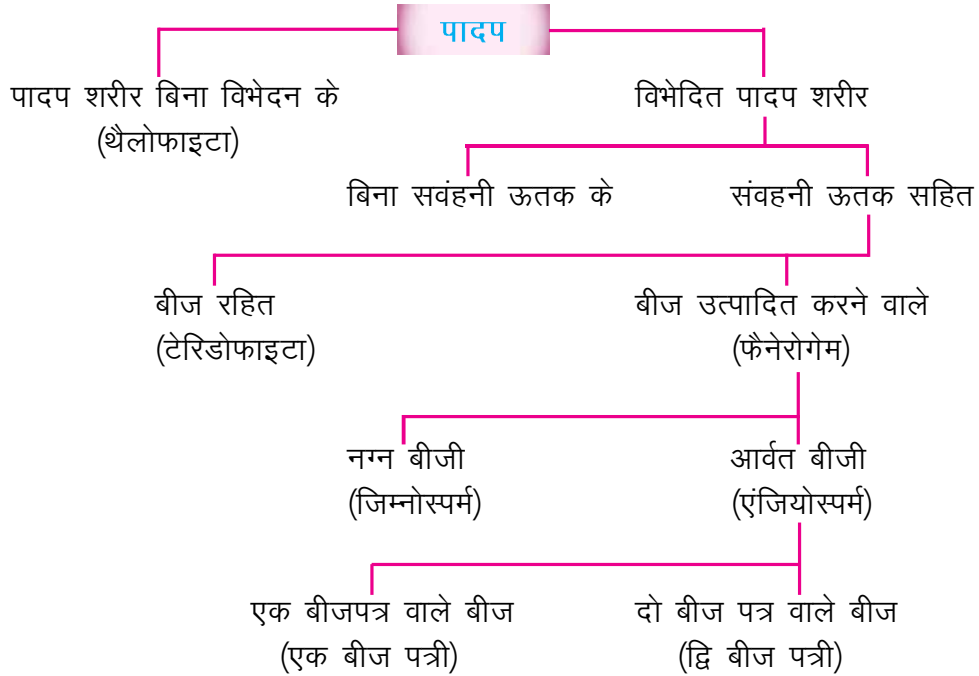 पादप
पादप शरीर बिना विभेदन के
(थैलोफाइटा)
विभेदित पादप शरीर
बिना सवंहनी ऊतक के
संवहनी ऊतक सहित
बीज रहित
(टेरिडोफाइटा)
बीज उत्पादित करने वाले
(फैनेरोगेम)
नग्न बीजी
(जिम्नोस्पर्म)
आर्वत बीजी
(एंजियोस्पर्म)
एक बीजपत्र वाले बीज
(एक बीज पत्री)
दो बीज पत्र वाले बीज
(द्वि बीज पत्री)